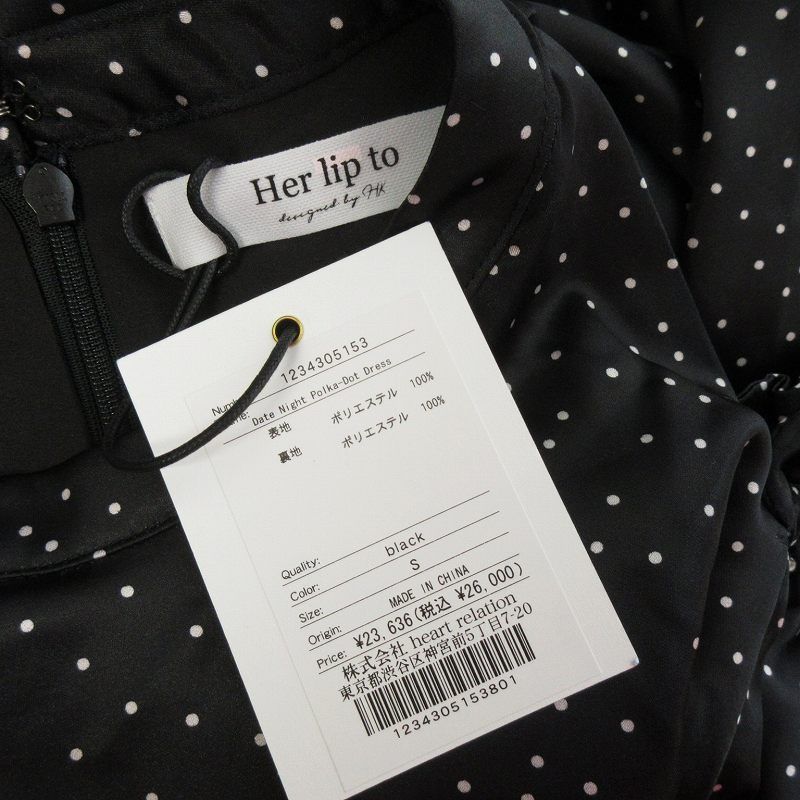 Her lip to
designed by HK
Number: 1234305153
Name: Date Night Polka-Dot Dress
表地 ポリエステル 100%
裏地 ポリエステル 100%
Quality:
Color: black
Size: S
Origin: MADE IN CHINA
Price: ¥23,636(税込 ¥26,000)
株式会社 heart relation
東京都渋谷区神宮前5丁目7-20
1234305153801